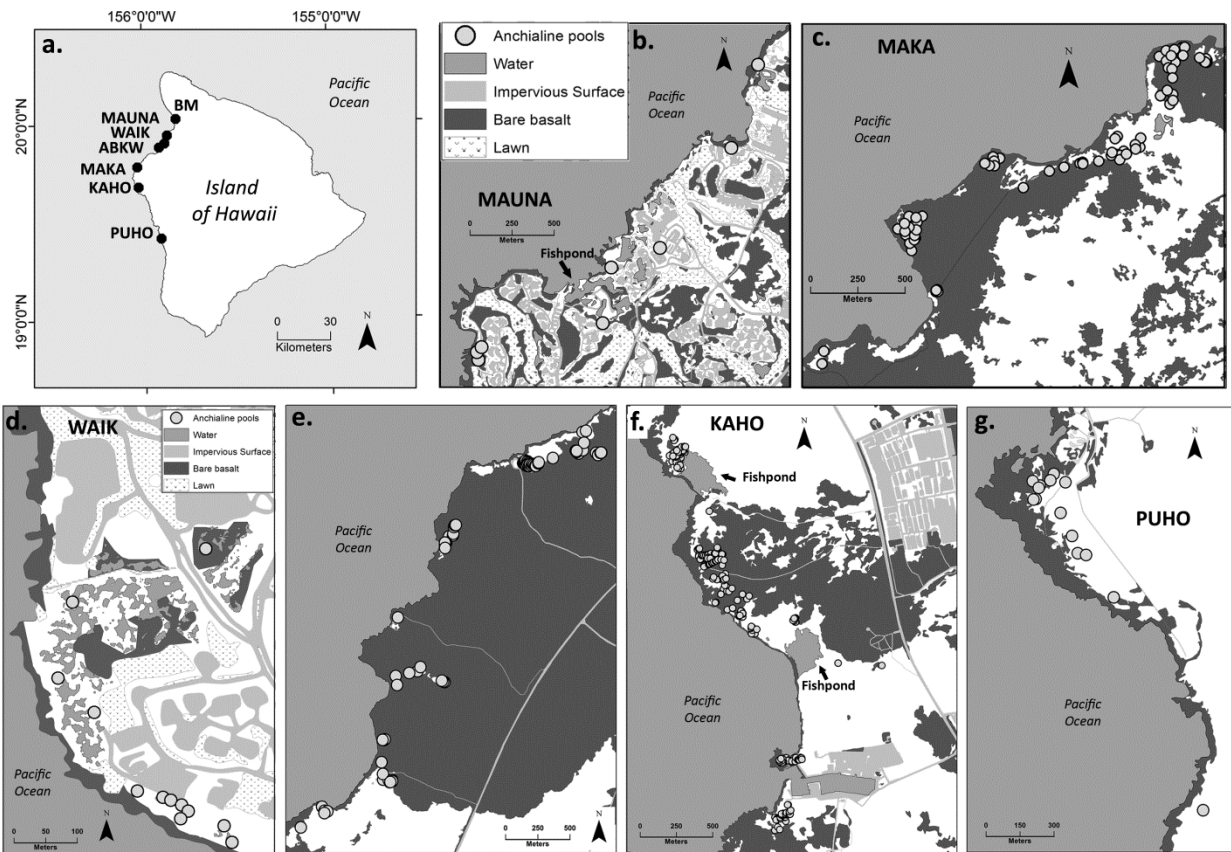 156°0'0"W
155°0'0"W
20°0'0"N
19°0'0"N
a.
Pacific
Ocean
BM
MAUNA
WAIK
ABKW
MAKA
KAHO
PUHO
Island
of Hawaii
0 30
Kilometers
N
b.
Anchialine pools
Water
Impervious Surface
Bare basalt
Lawn
N
Pacific
Ocean
MAUNA
0 250 500
Meters
Fishpond
c.
MAKA
N
Pacific
Ocean
0 250 500
Meters
d.
WAIK
Anchialine pools
Water
Impervious Surface
Bare basalt
Lawn
Pacific
Ocean
0 50 100
Meters
N
e.
Pacific
Ocean
0 250 500
Meters
N
f.
KAHO
N
Fishpond
Fishpond
Pacific
Ocean
0 250 500
Meters
g.
N
PUHO
Pacific
Ocean
0 150 300
Meters